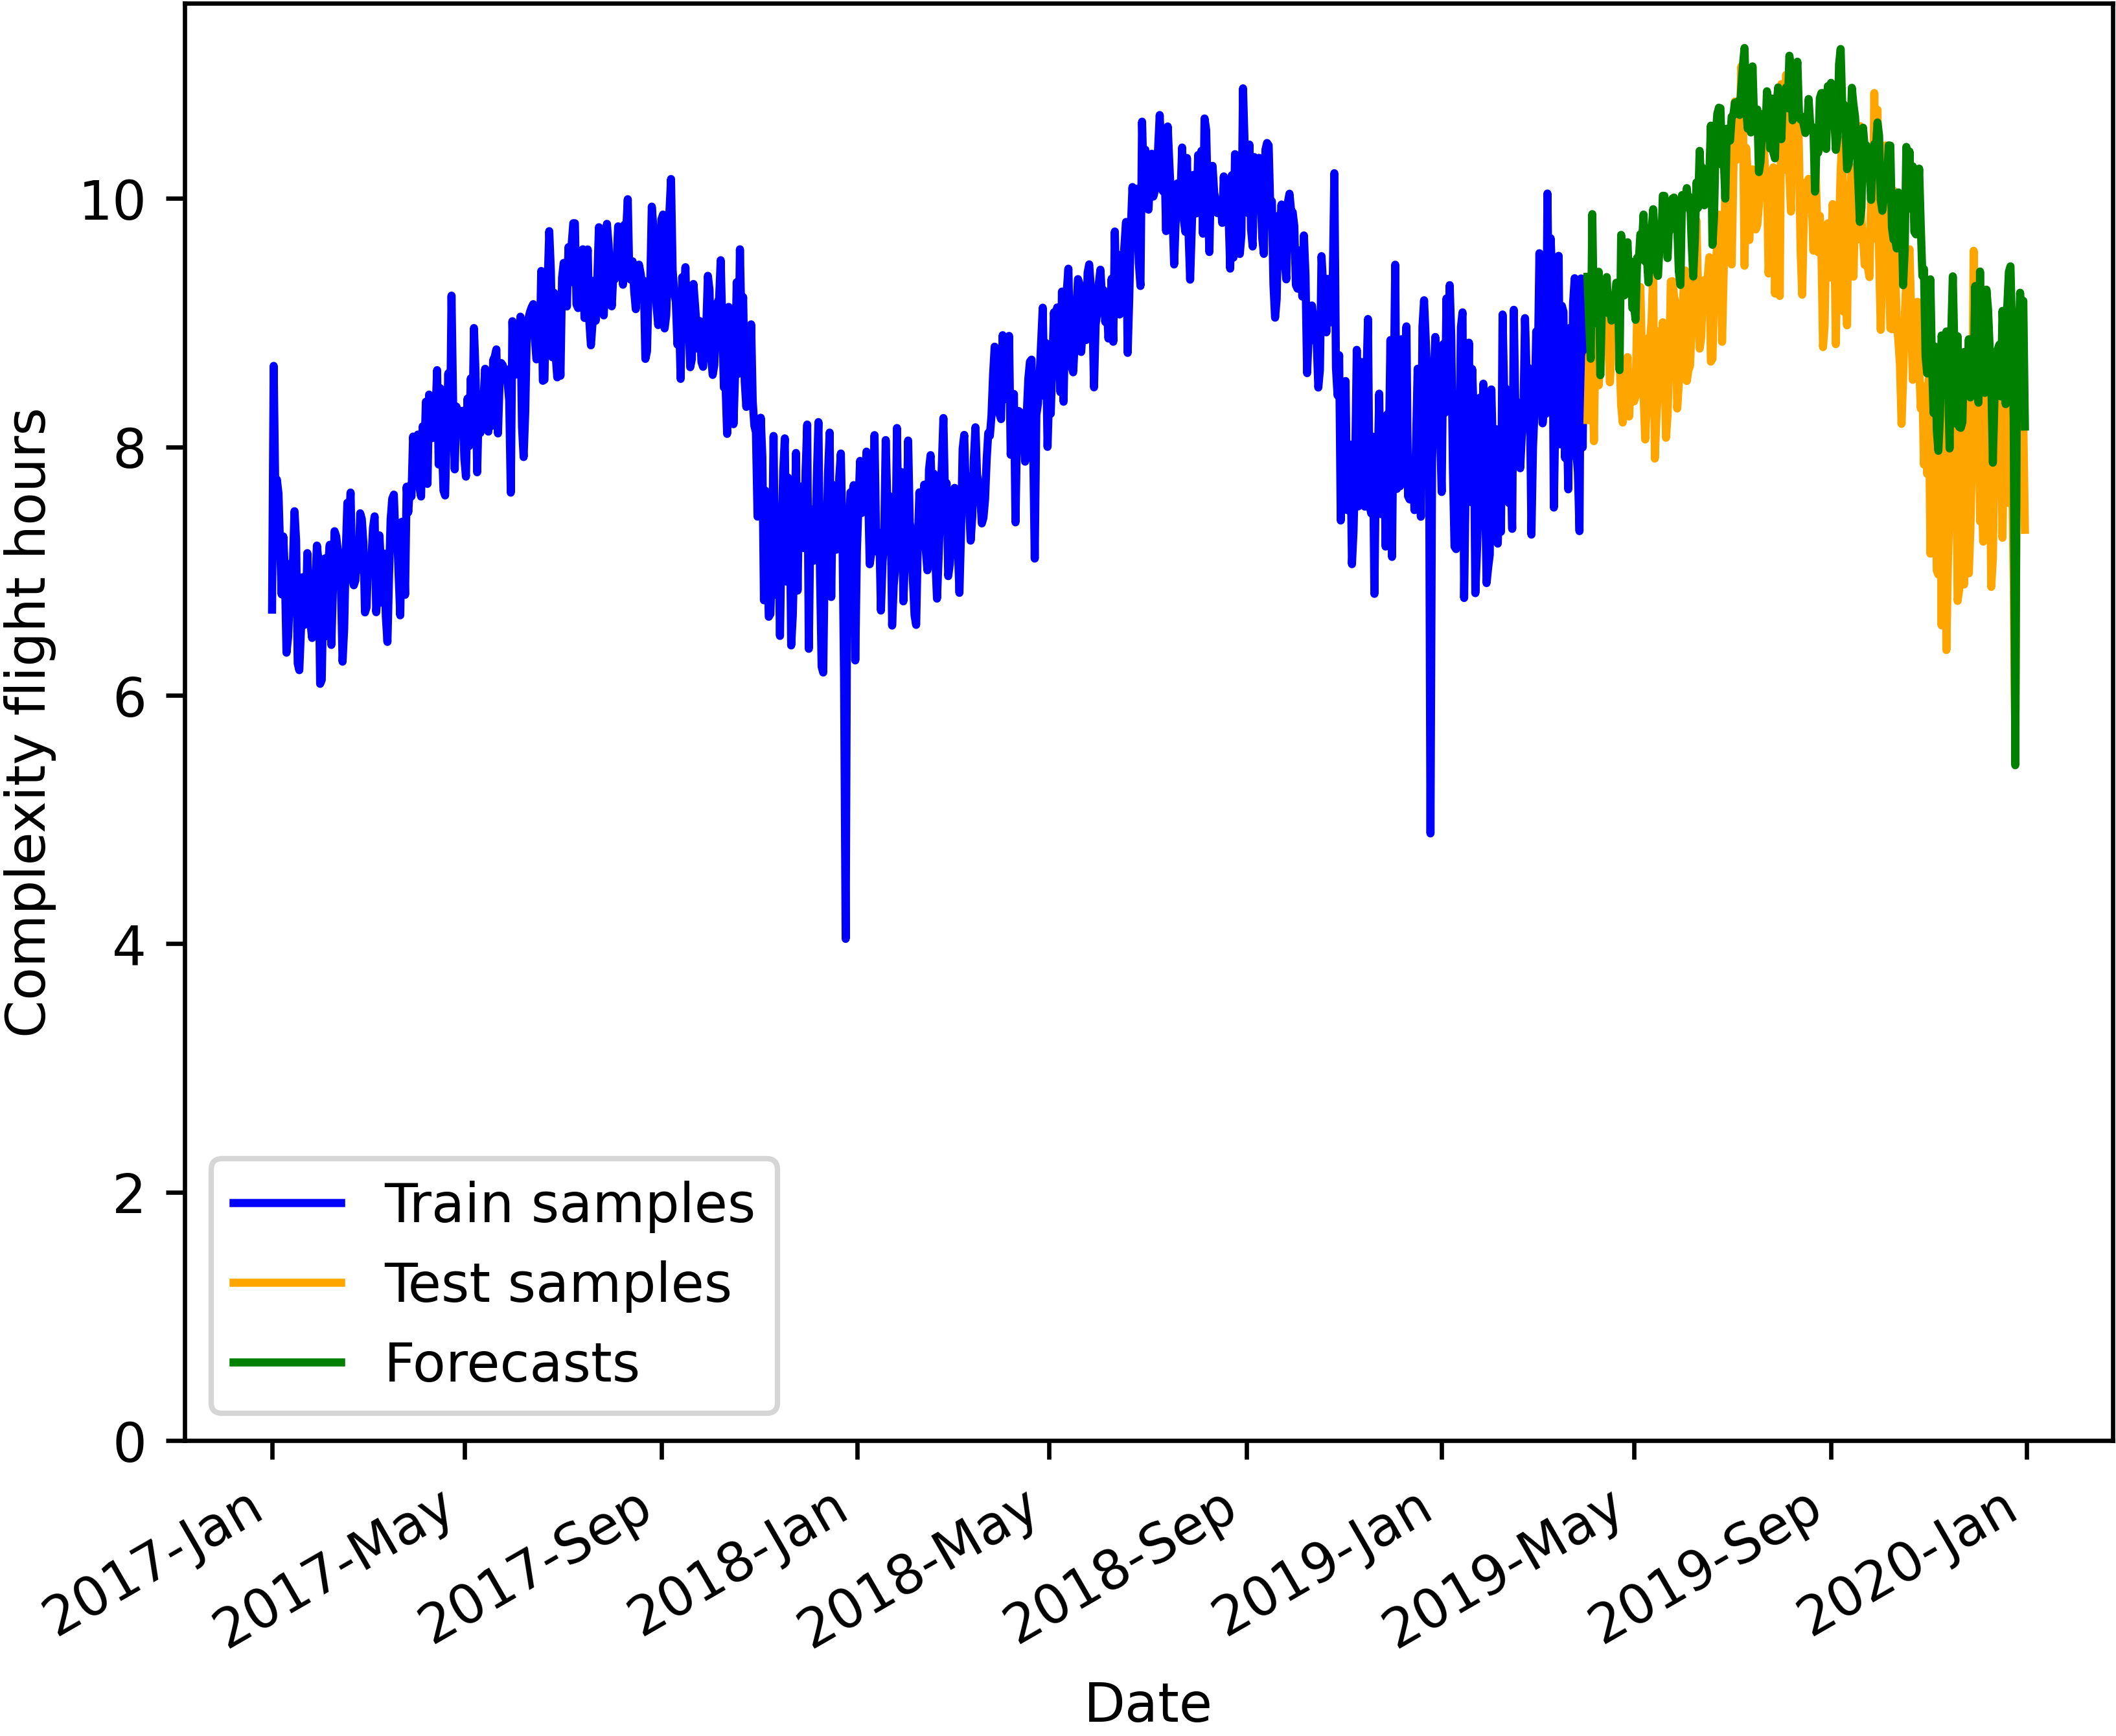 Complexity flight hours
10
8
6
4
2
0
Train samples
Test samples
Forecasts
2017-Jan
2017-May
2017-Sep
2018-Jan
2018-May
2018-Sep
2019-Jan
2019-May
2019-Sep
2020-Jan
Date